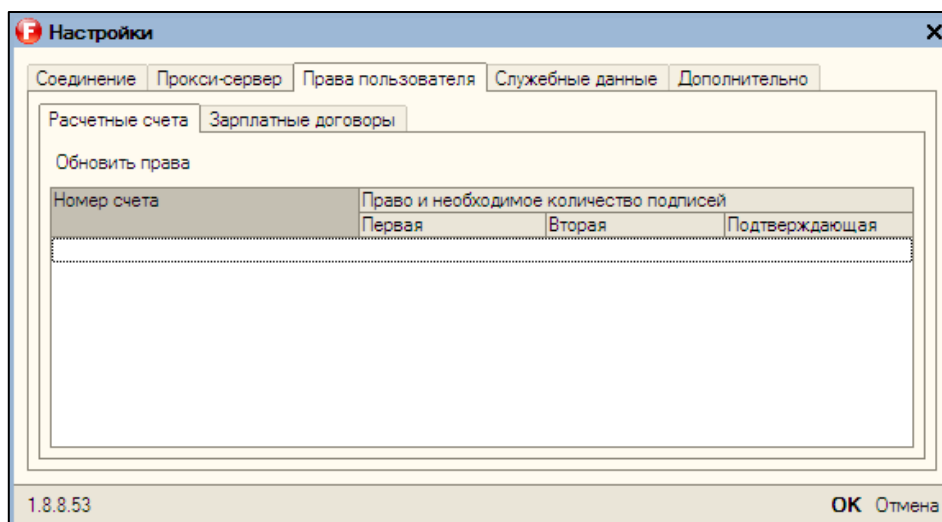 Настройки
Соединение Прокси-сервер Права пользователя Служебные данные Дополнительно
Расчетные счета Зарплатные договоры
Обновить права
Номер счета Право и необходимое количество подписей
Первая Вторая Подтверждающая
1.8.8.53 OK Отмена